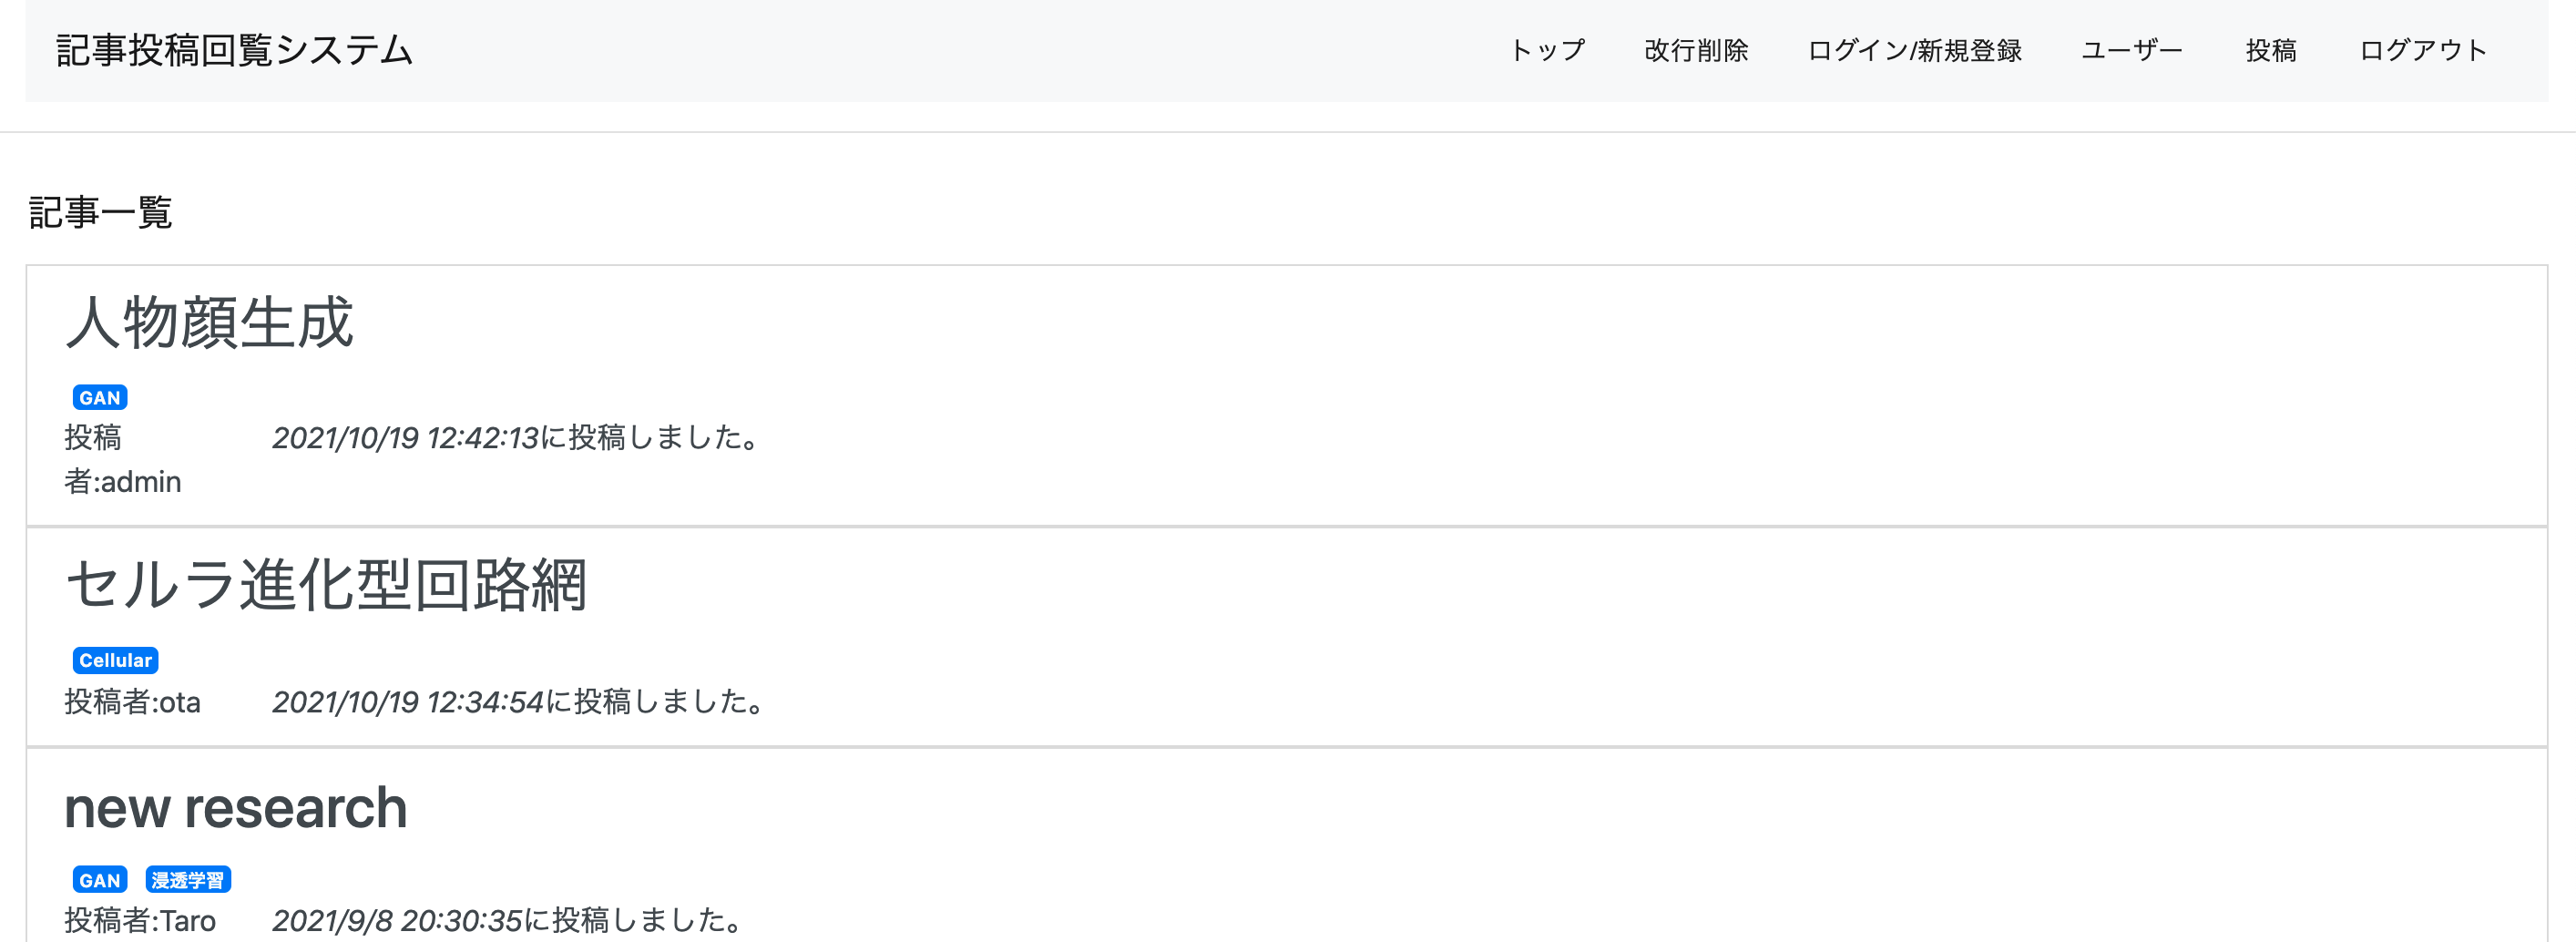 記事投稿回覧システム トップ 改行削除 ログイン/新規登録 ユーザー 投稿 ログアウト
記事一覧
人物顔生成
GAN
投稿 2021/10/19 12:42:13に投稿しました。
者:admin
セルラ進化型回路網
Cellular
投稿者:ota 2021/10/19 12:34:54に投稿しました。
new research
GAN 浸透学習
投稿者:Taro 2021/9/8 20:30:35に投稿しました。